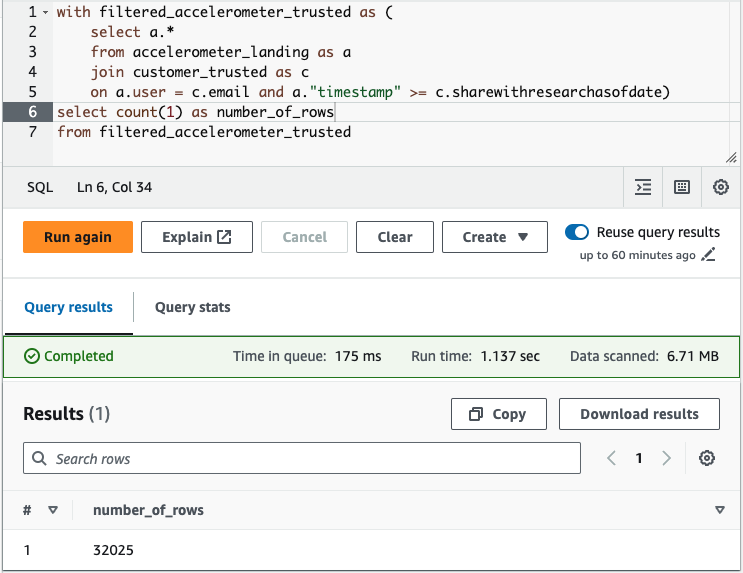 1 with filtered_accelerometer_trusted as (
2 select a.*
3 from accelerometer_landing as a
4 join customer_trusted as c
5 on a.user = c.email and a."timestamp" >= c.sharewithresearchasofdate)
6 select count(1) as number_of_rows
7 from filtered_accelerometer_trusted
SQL Ln 6, Col 34
Run again Explain Cancel Clear Create Reuse query results
up to 60 minutes ago
Query results Query stats
Completed Time in queue: 175 ms Run time: 1.137 sec Data scanned: 6.71 MB
Results (1) Copy Download results
Search rows 1
# number_of_rows
1 32025